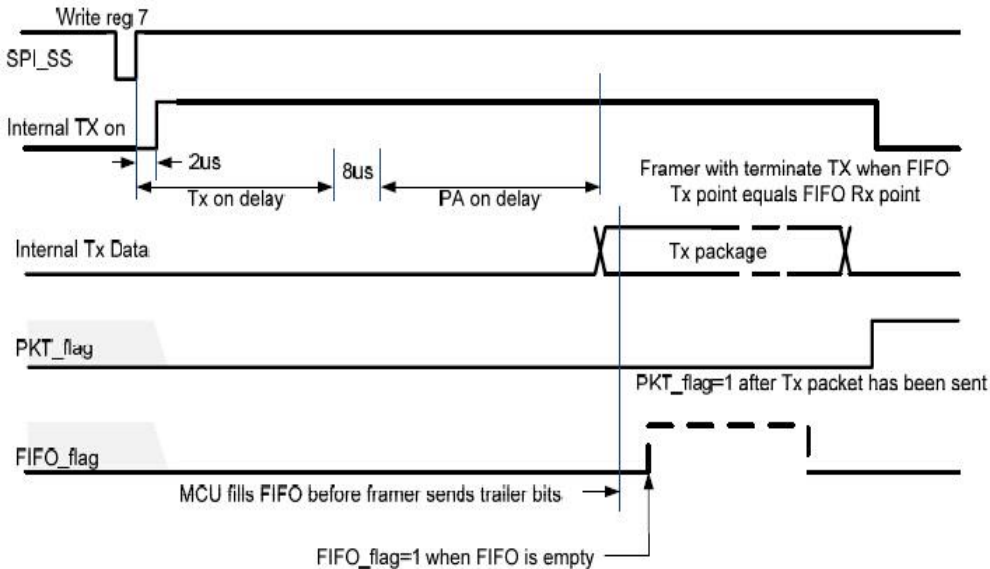 Write reg 7
SPI_SS
Internal TX on
2us
8us
Tx on delay
PA on delay
Framer with terminate TX when FIFO
Tx point equals FIFO Rx point
Internal Tx Data
Tx package
PKT_flag
PKT_flag=1 after Tx packet has been sent
FIFO_flag
MCU fills FIFO before framer sends trailer bits
FIFO_flag=1 when FIFO is empty